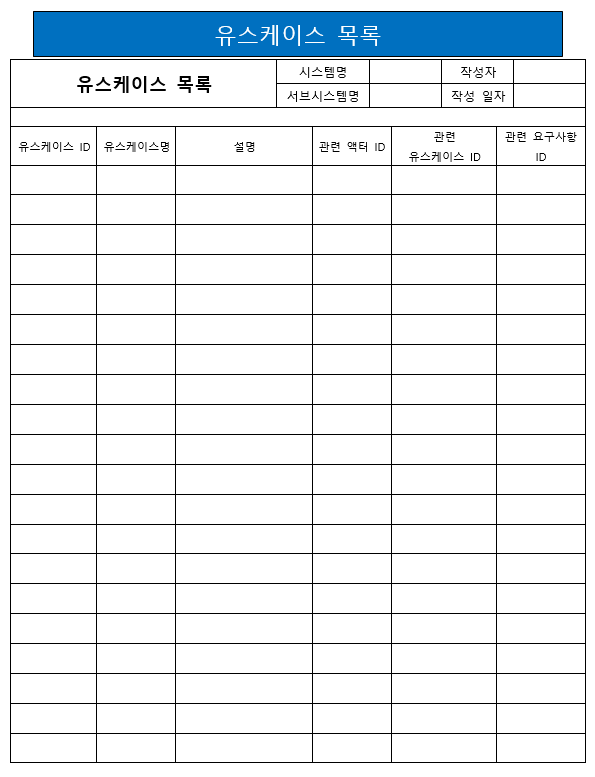 유스케이스 목록
유스케이스 목록
시스템명
작성자
서브시스템명
작성 일자
유스케이스 ID
유스케이스명
설명
관련 액터 ID
관련
유스케이스 ID
관련 요구사항
ID